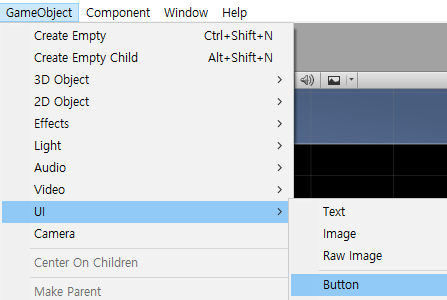 GameObject Component Window Help
Create Empty Ctrl+Shift+N
Create Empty Child Alt+Shift+N
3D Object
2D Object
Effects
Light
Audio
Video
UI
Text
Camera
Image
Center On Children
Raw Image
Make Parent
Button